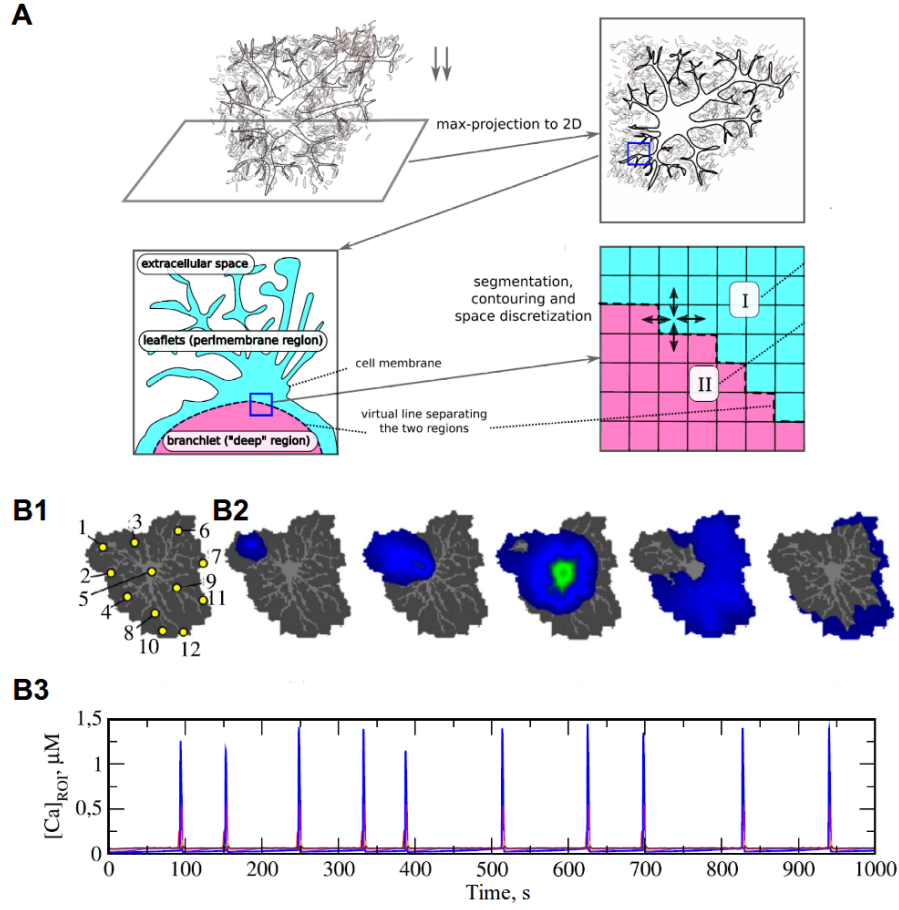 A
max-projection to 2D
extracellular space
leaflets (perimembrane region)
cell membrane
virtual line separating
the two regions
branchlet ("deep" region)
segmentation,
contouring and
space discretization
I
II
B1
B2
1
3
6
2
7
5
9
4
11
8
10
12
B3
[Ca]ROI, μM
1,5
1
0,5
0
0 100 200 300 400 500 600 700 800 900 1000
Time, s